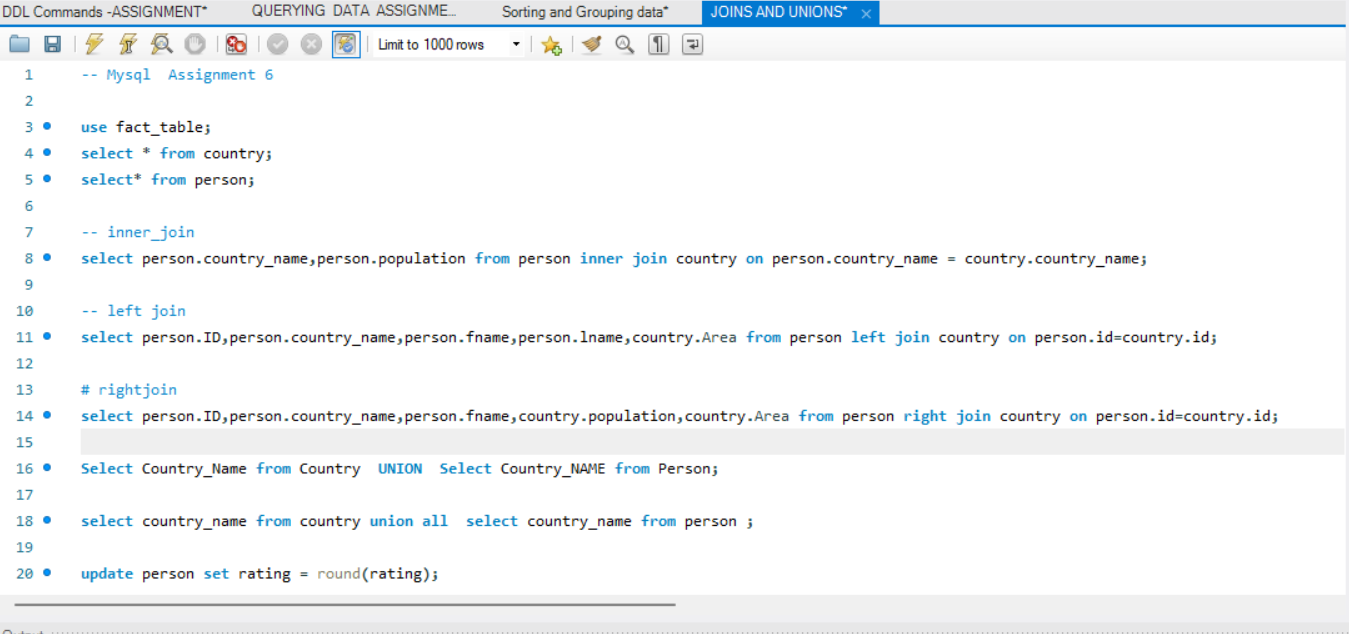 DDL Commands -ASSIGNMENT* QUERYING DATA ASSIGNME... Sorting and Grouping data* JOINS AND UNIONS* ×
Limit to 1000 rows
1 -- Mysql  Assignment 6
2
3 use fact_table;
4 select * from country;
5 select* from person;
6
7 -- inner_join
8 select person.country_name,person.population from person inner join country on person.country_name = country.country_name;
9
10 -- left join
11 select person.ID,person.country_name,person.fname,person.lname,country.Area from person left join country on person.id=country.id;
12
13 # rightjoin
14 select person.ID,person.country_name,person.fname,country.population,country.Area from person right join country on person.id=country.id;
15
16 Select Country_Name from Country  UNION  Select Country_NAME from Person;
17
18 select country_name from country union all  select country_name from person ;
19
20 update person set rating = round(rating);